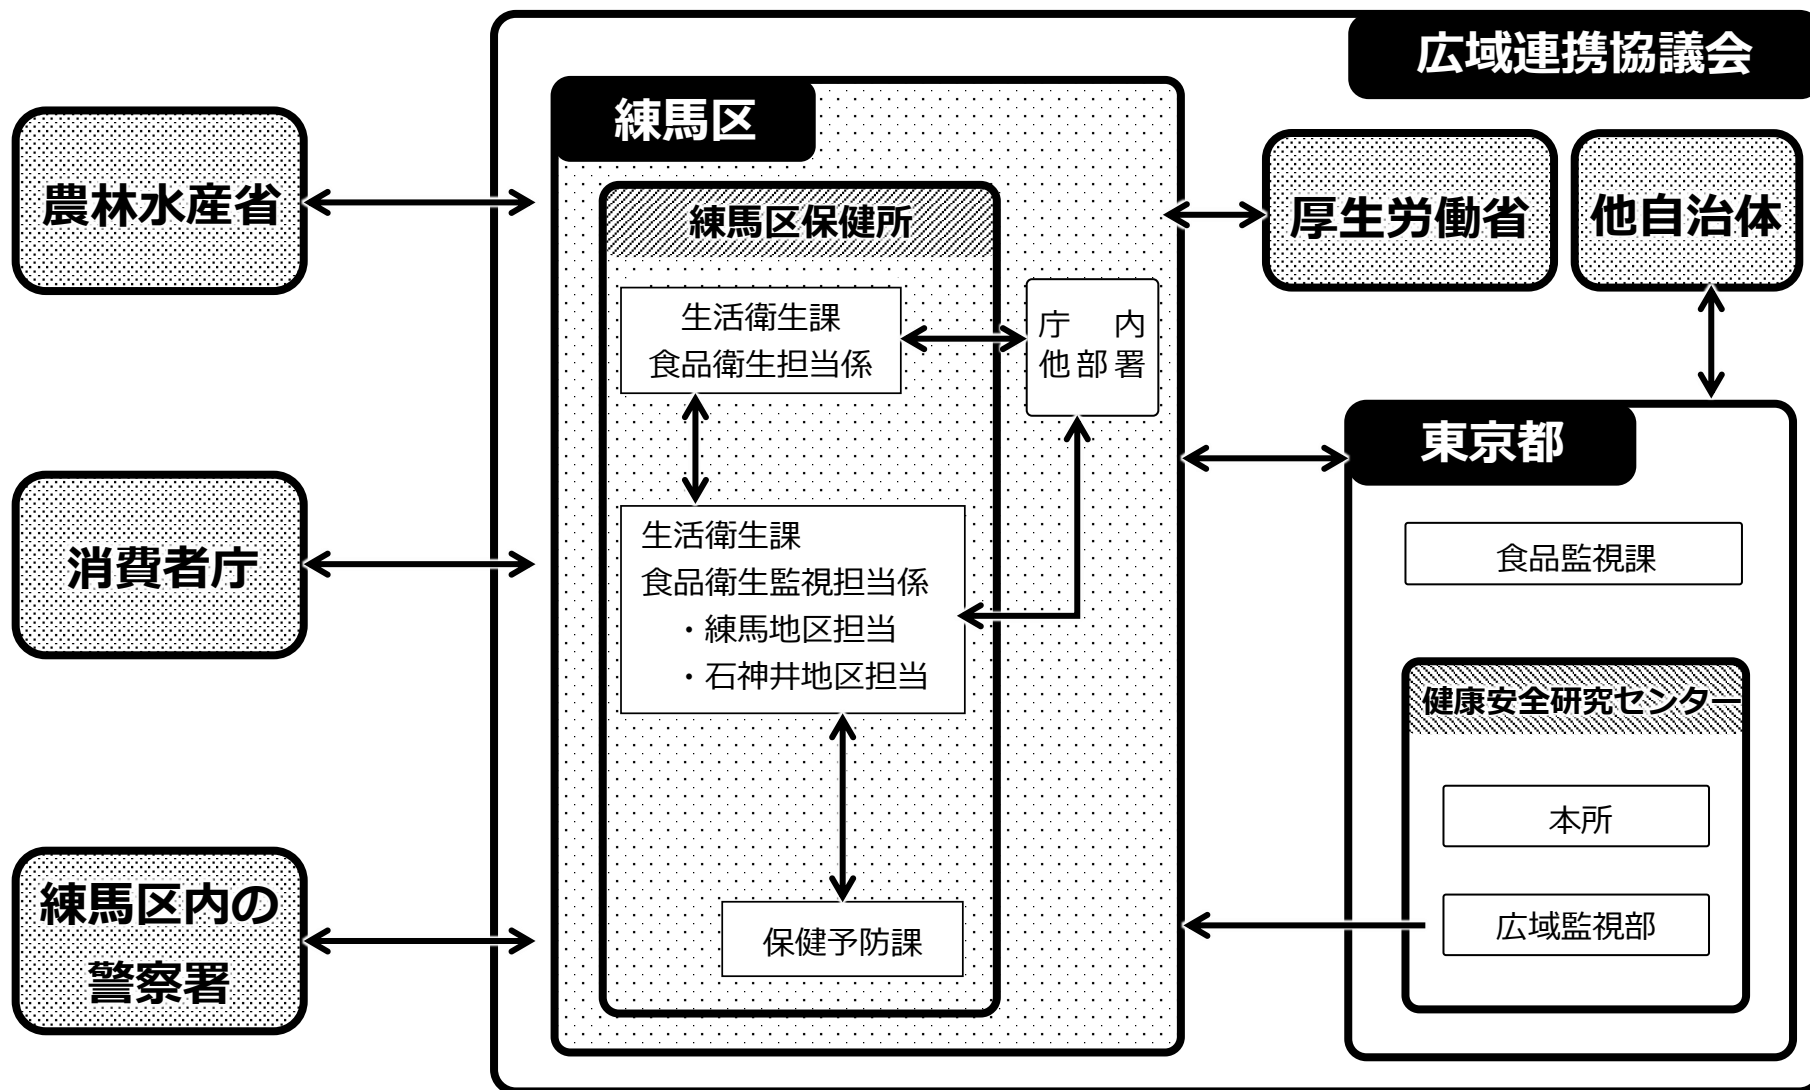 広域連携協議会
練馬区
農林水産省
練馬区保健所
厚生労働省
他自治体
生活衛生課
食品衛生担当係
庁内
他部署
東京都
生活衛生課
食品衛生監視担当係
・練馬地区担当
・石神井地区担当
消費者庁
食品監視課
健康安全研究センター
本所
広域監視部
練馬区内の
警察署
保健予防課